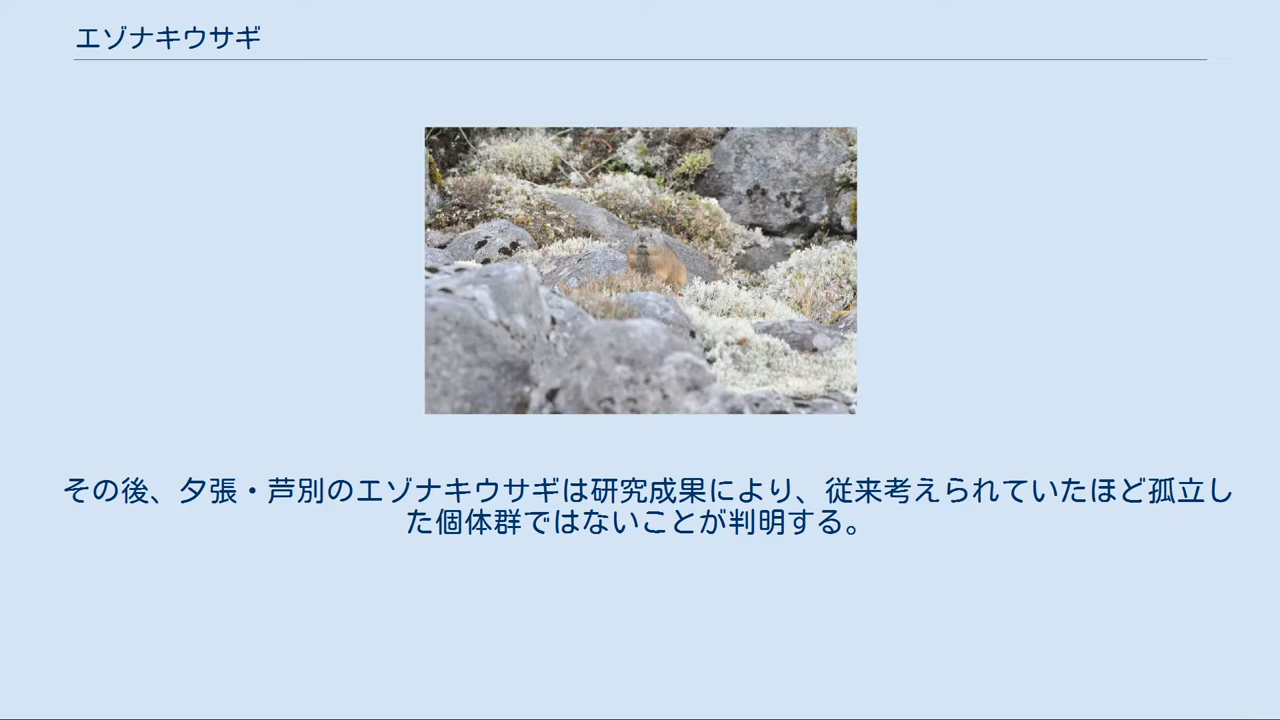 エゾナキウサギ
その後、夕張・芦別のエゾナキウサギは研究成果により、従来考えられていたほど孤立し
た個体群ではないことが判明する。